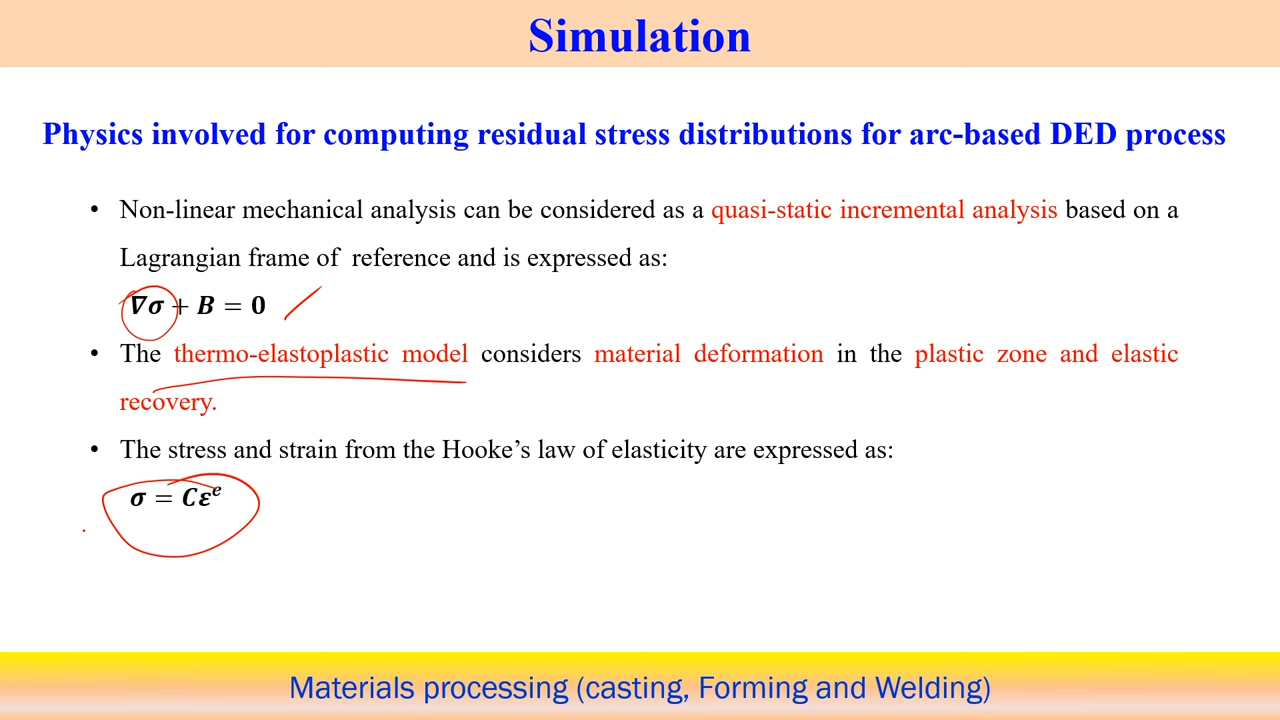 Simulation
Physics involved for computing residual stress distributions for arc-based DED process
• Non-linear mechanical analysis can be considered as a quasi-static incremental analysis based on a
Lagrangian frame of reference and is expressed as:
∇σ + B = 0
• The thermo-elastoplastic model considers material deformation in the plastic zone and elastic
recovery.
• The stress and strain from the Hooke's law of elasticity are expressed as:
σ = Cεᵉ
Materials processing (casting, Forming and Welding)